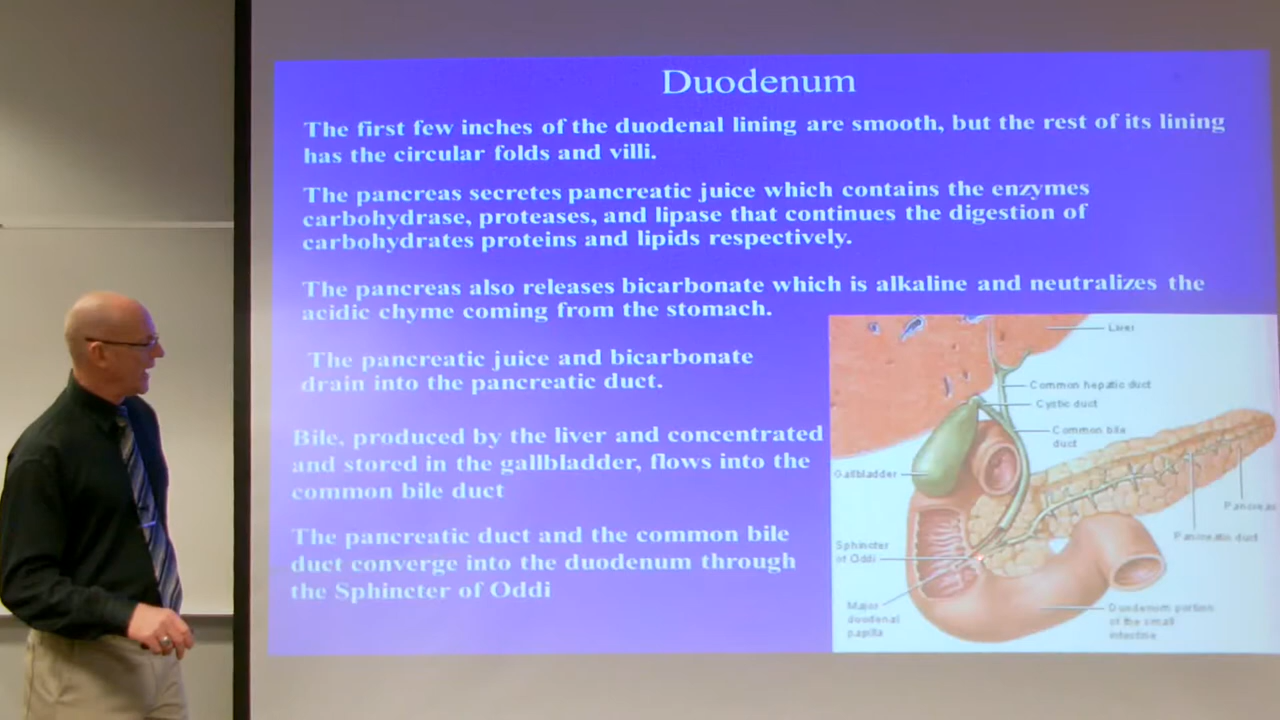 Duodenum
The first few inches of the duodenal lining are smooth, but the rest of its lining
has the circular folds and villi.
The pancreas secretes pancreatic juice which contains the enzymes
carbohydrase, proteases, and lipase that continues the digestion of
carbohydrates proteins and lipids respectively.
The pancreas also releases bicarbonate which is alkaline and neutralizes the
acidic chyme coming from the stomach.
The pancreatic juice and bicarbonate
drain into the pancreatic duct.
Bile, produced by the liver and concentrated
and stored in the gallbladder, flows into the
common bile duct
The pancreatic duct and the common bile
duct converge into the duodenum through
the Sphincter of Oddi
Liver
Common hepatic duct
Cystic duct
Common bile
duct
Gallbladder
Pancreas
Pancreatic duct
Sphincter
of Oddi
Major
duodenal
papilla
Duodenum portion
of the small
intestine